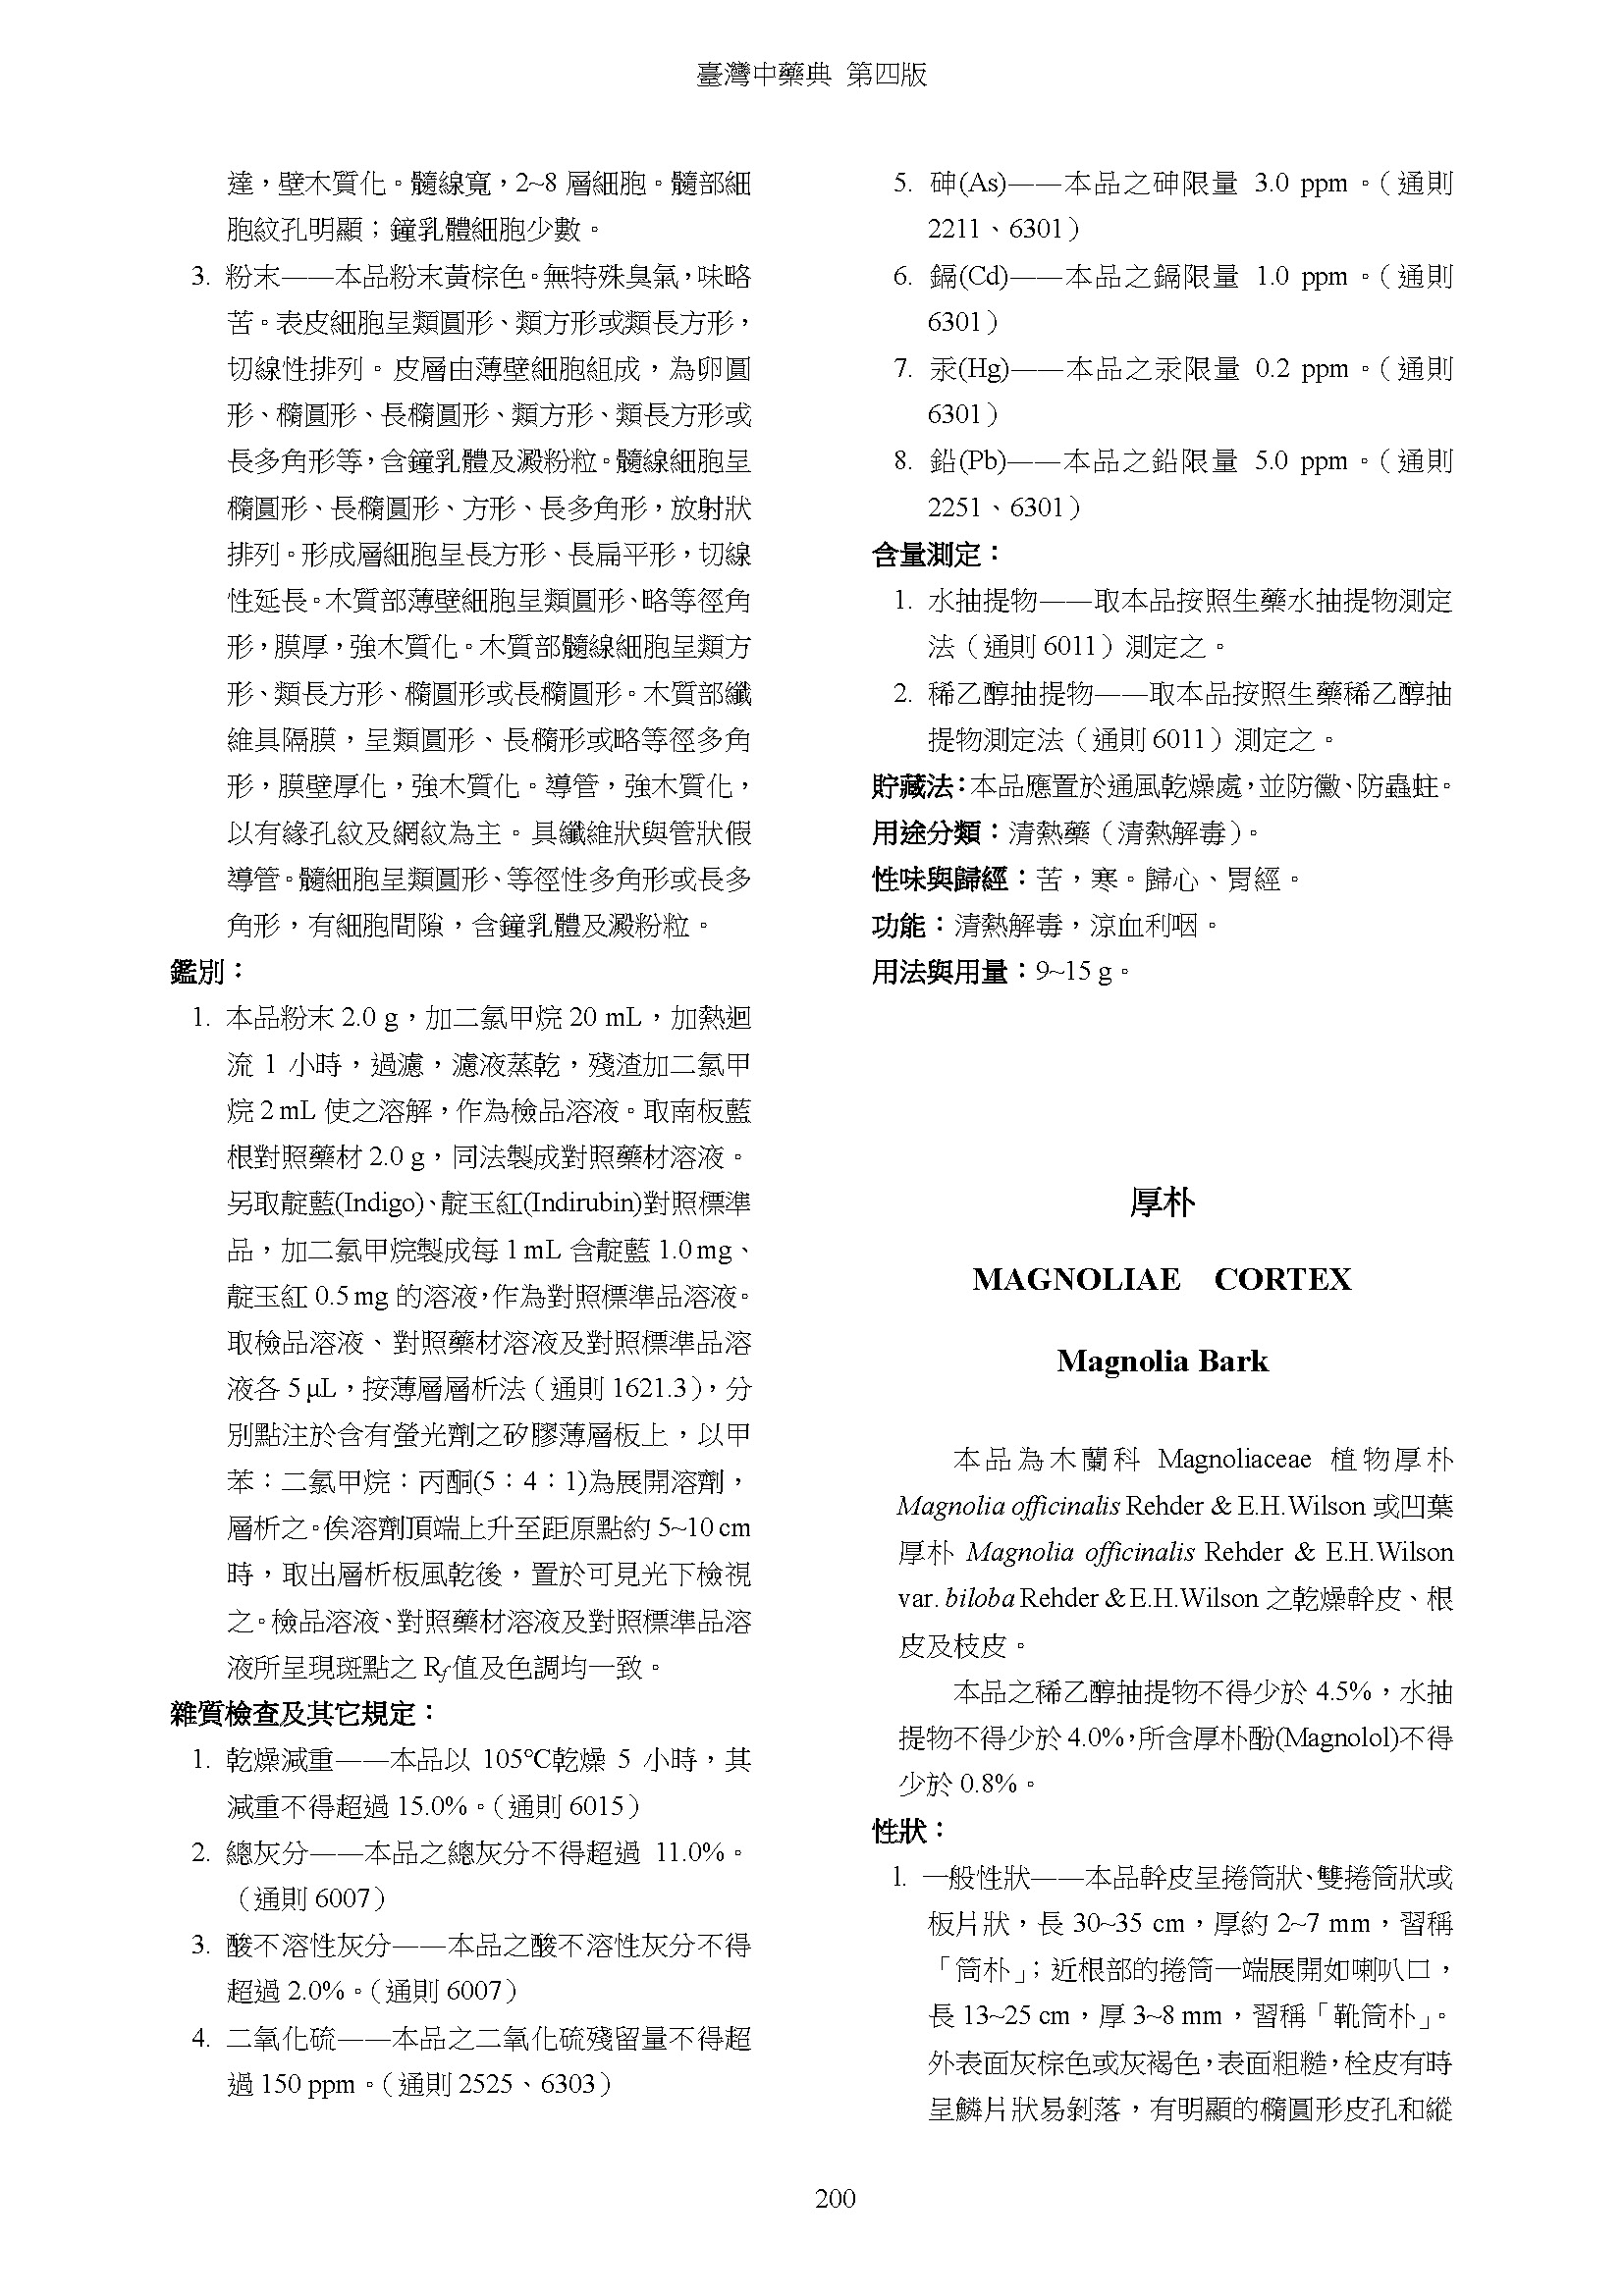 臺灣中藥典 第四版
達，壁木質化。髓線寬，2~8 層細胞。髓部細
胞紋孔明顯；鐘乳體細胞少數。
3. 粉末——本品粉末黃棕色。無特殊臭氣，味略
苦。表皮細胞呈類圓形、類方形或類長方形，
切線性排列。皮層由薄壁細胞組成，為卵圓
形、橢圓形、長橢圓形、類方形、類長方形或
長多角形等，含鐘乳體及澱粉粒。髓線細胞呈
橢圓形、長橢圓形、方形、長多角形，放射狀
排列。形成層細胞呈長方形、長扁平形，切線
性延長。木質部薄壁細胞呈類圓形、略等徑角
形，膜厚，強木質化。木質部髓線細胞呈類方
形、類長方形、橢圓形或長橢圓形。木質部纖
維具隔膜，呈類圓形、長橢形或略等徑多角
形，膜壁厚化，強木質化。導管，強木質化，
以有緣孔紋及網紋為主。具纖維狀與管狀假
導管。髓細胞呈類圓形、等徑性多角形或長多
角形，有細胞間隙，含鐘乳體及澱粉粒。
鑑別：
1. 本品粉末 2.0 g，加二氯甲烷 20 mL，加熱迴
流 1 小時，過濾，濾液蒸乾，殘渣加二氯甲
烷 2 mL 使之溶解，作為檢品溶液。取南板藍
根對照藥材 2.0 g，同法製成對照藥材溶液。
另取靛藍(Indigo)、靛玉紅(Indirubin)對照標準
品，加二氯甲烷製成每 1 mL 含靛藍 1.0 mg、
靛玉紅 0.5 mg 的溶液，作為對照標準品溶液。
取檢品溶液、對照藥材溶液及對照標準品溶
液各 5 μL，按薄層層析法（通則 1621.3），分
別點注於含有螢光劑之矽膠薄層板上，以甲
苯：二氯甲烷：丙酮(5：4：1)為展開溶劑，
層析之。俟溶劑頂端上升至距原點約 5~10 cm
時，取出層析板風乾後，置於可見光下檢視
之。檢品溶液、對照藥材溶液及對照標準品溶
液所呈現斑點之 Rf 值及色調均一致。
雜質檢查及其它規定：
1. 乾燥減重——本品以 105℃乾燥 5 小時，其
減重不得超過 15.0%。（通則 6015）
2. 總灰分——本品之總灰分不得超過 11.0%。
（通則 6007）
3. 酸不溶性灰分——本品之酸不溶性灰分不得
超過 2.0%。（通則 6007）
4. 二氧化硫——本品之二氧化硫殘留量不得超
過 150 ppm。（通則 2525、6303）
5. 砷(As)——本品之砷限量 3.0 ppm。（通則
2211、6301）
6. 鎘(Cd)——本品之鎘限量 1.0 ppm。（通則
6301）
7. 汞(Hg)——本品之汞限量 0.2 ppm。（通則
6301）
8. 鉛(Pb)——本品之鉛限量 5.0 ppm。（通則
2251、6301）
含量測定：
1. 水抽提物——取本品按照生藥水抽提物測定
法（通則 6011）測定之。
2. 稀乙醇抽提物——取本品按照生藥稀乙醇抽
提物測定法（通則 6011）測定之。
貯藏法：本品應置於通風乾燥處，並防黴、防蟲蛀。
用途分類：清熱藥（清熱解毒）。
性味與歸經：苦，寒。歸心、胃經。
功能：清熱解毒，涼血利咽。
用法與用量：9~15 g。
厚朴
MAGNOLIAE CORTEX
Magnolia Bark
本品為木蘭科 Magnoliaceae 植物厚朴
Magnolia officinalis Rehder & E.H.Wilson 或凹葉
厚朴 Magnolia officinalis Rehder & E.H.Wilson
var. biloba Rehder & E.H.Wilson 之乾燥幹皮、根
皮及枝皮。
本品之稀乙醇抽提物不得少於 4.5%，水抽
提物不得少於 4.0%，所含厚朴酚(Magnolol)不得
少於 0.8%。
性狀：
1. 一般性狀——本品幹皮呈捲筒狀、雙捲筒狀或
板片狀，長 30~35 cm，厚約 2~7 mm，習稱
「筒朴」；近根部的捲筒一端展開如喇叭口，
長 13~25 cm，厚 3~8 mm，習稱「靴筒朴」。
外表面灰棕色或灰褐色，表面粗糙，栓皮有時
呈鱗片狀易剝落，有明顯的橢圓形皮孔和縱
200